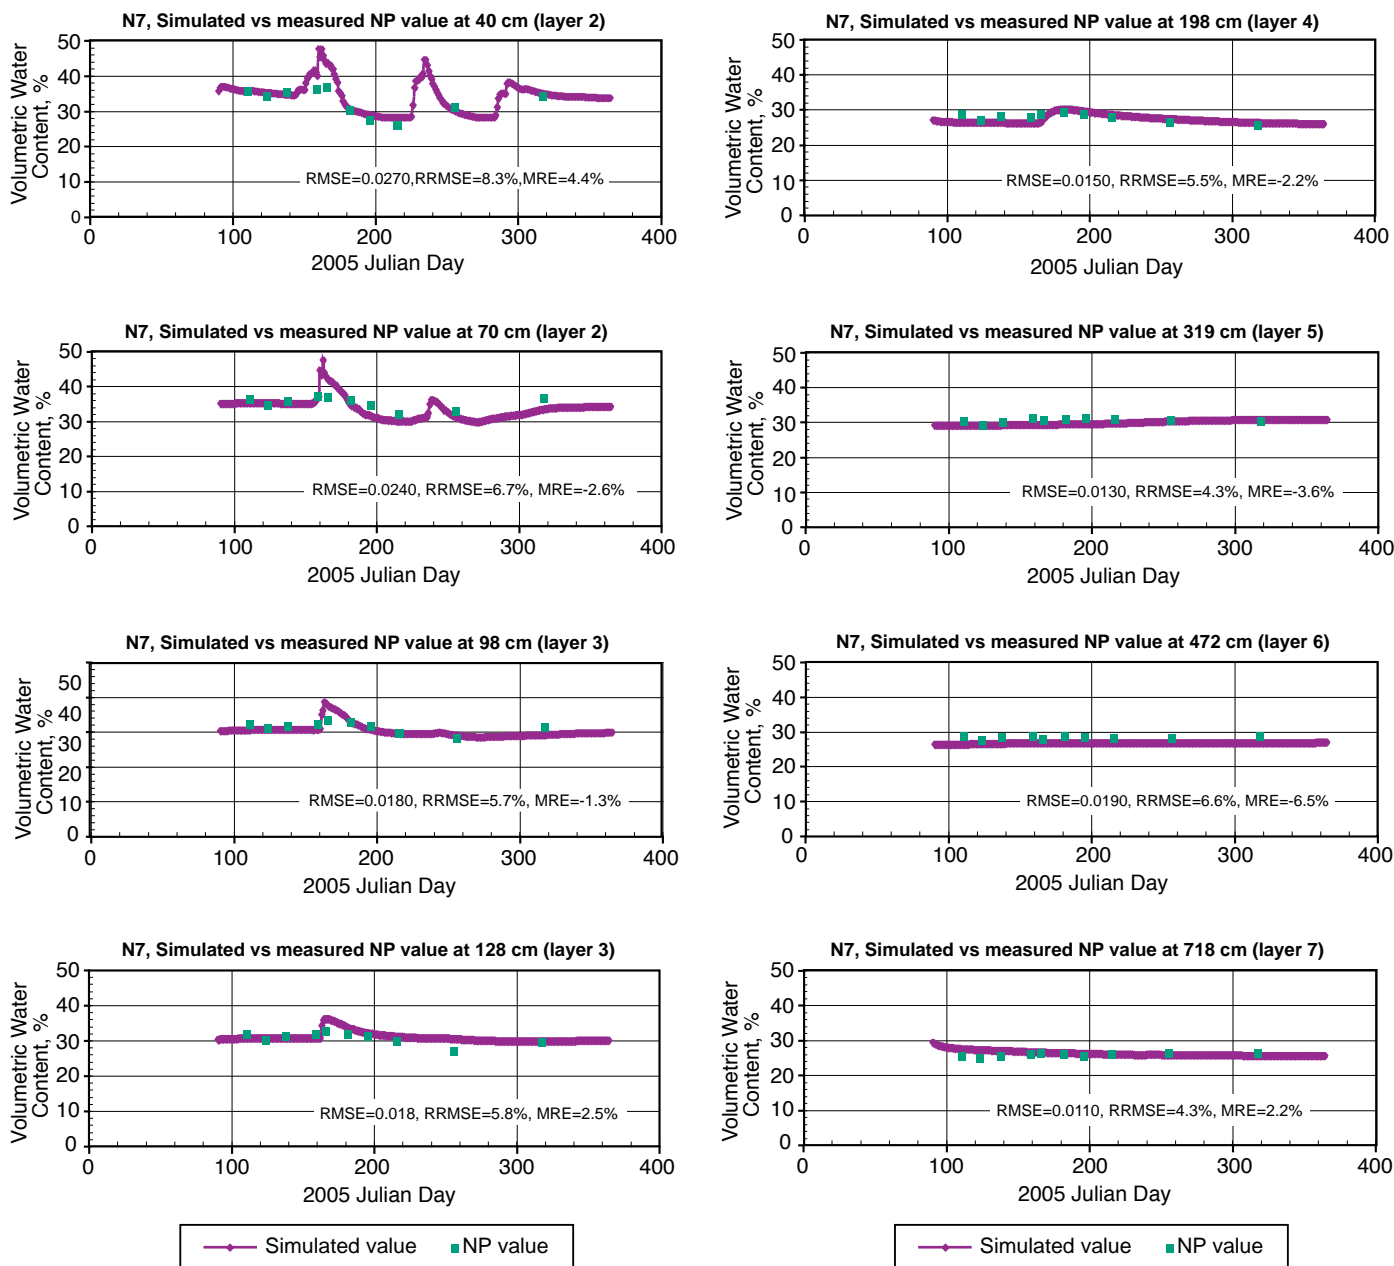 N7, Simulated vs measured NP value at 40 cm (layer 2)
Volumetric Water
Content, %
50
40
30
20
10
0
0 100 200 300 400
RMSE=0.0270,RRMSE=8.3%,MRE=4.4%
2005 Julian Day
N7, Simulated vs measured NP value at 198 cm (layer 4)
Volumetric Water
Content, %
50
40
30
20
10
0
0 100 200 300 400
RMSE=0.0150, RRMSE=5.5%, MRE=-2.2%
2005 Julian Day
N7, Simulated vs measured NP value at 70 cm (layer 2)
Volumetric Water
Content, %
50
40
30
20
10
0
0 100 200 300 400
RMSE=0.0240, RRMSE=6.7%, MRE=-2.6%
2005 Julian Day
N7, Simulated vs measured NP value at 319 cm (layer 5)
Volumetric Water
Content, %
50
40
30
20
10
0
0 100 200 300 400
RMSE=0.0130, RRMSE=4.3%, MRE=-3.6%
2005 Julian Day
N7, Simulated vs measured NP value at 98 cm (layer 3)
Volumetric Water
Content, %
50
40
30
20
10
0
0 100 200 300 400
RMSE=0.0180, RRMSE=5.7%, MRE=-1.3%
2005 Julian Day
N7, Simulated vs measured NP value at 472 cm (layer 6)
Volumetric Water
Content, %
50
40
30
20
10
0
0 100 200 300 400
RMSE=0.0190, RRMSE=6.6%, MRE=-6.5%
2005 Julian Day
N7, Simulated vs measured NP value at 128 cm (layer 3)
Volumetric Water
Content, %
50
40
30
20
10
0
0 100 200 300 400
RMSE=0.018, RRMSE=5.8%, MRE=2.5%
2005 Julian Day
N7, Simulated vs measured NP value at 718 cm (layer 7)
Volumetric Water
Content, %
50
40
30
20
10
0
0 100 200 300 400
RMSE=0.0110, RRMSE=4.3%, MRE=2.2%
2005 Julian Day
Simulated value NP value
Simulated value NP value